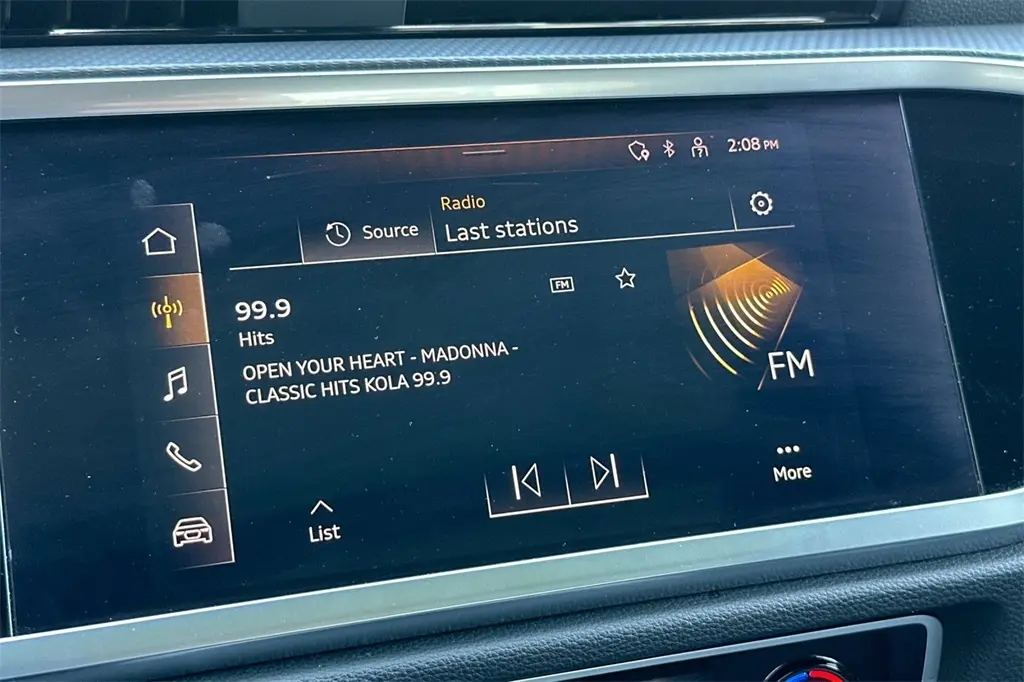 2:08 PM
Radio
Source
Last stations
FM
99.9
Hits
OPEN YOUR HEART - MADONNA -
CLASSIC HITS KOLA 99.9
FM
More
List